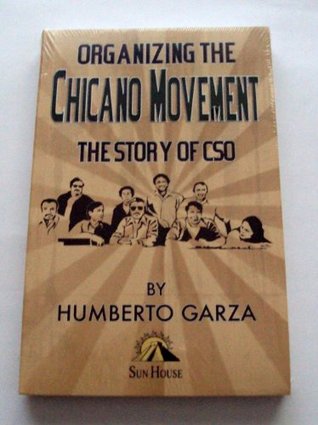 ORGANIZING THE
CHICANO MOVEMENT
THE STORY OF CSO
BY
HUMBERTO GARZA
SUN HOUSE